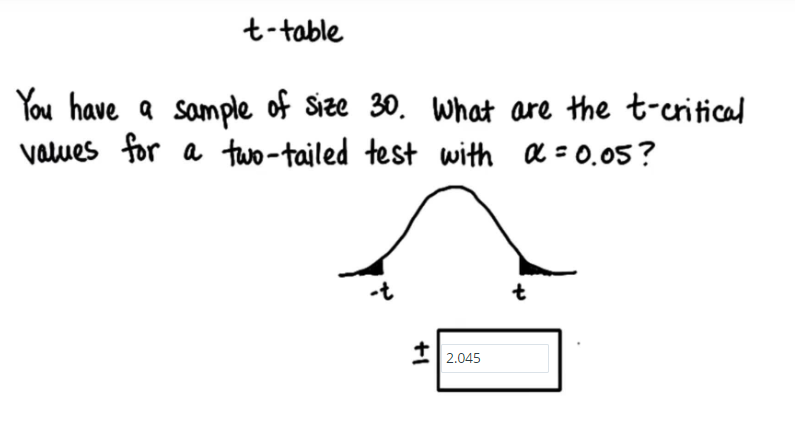 t-table
You have a sample of size 30. What are the t-critical
values for a two-tailed test with α = 0.05?
-t t
± 2.045